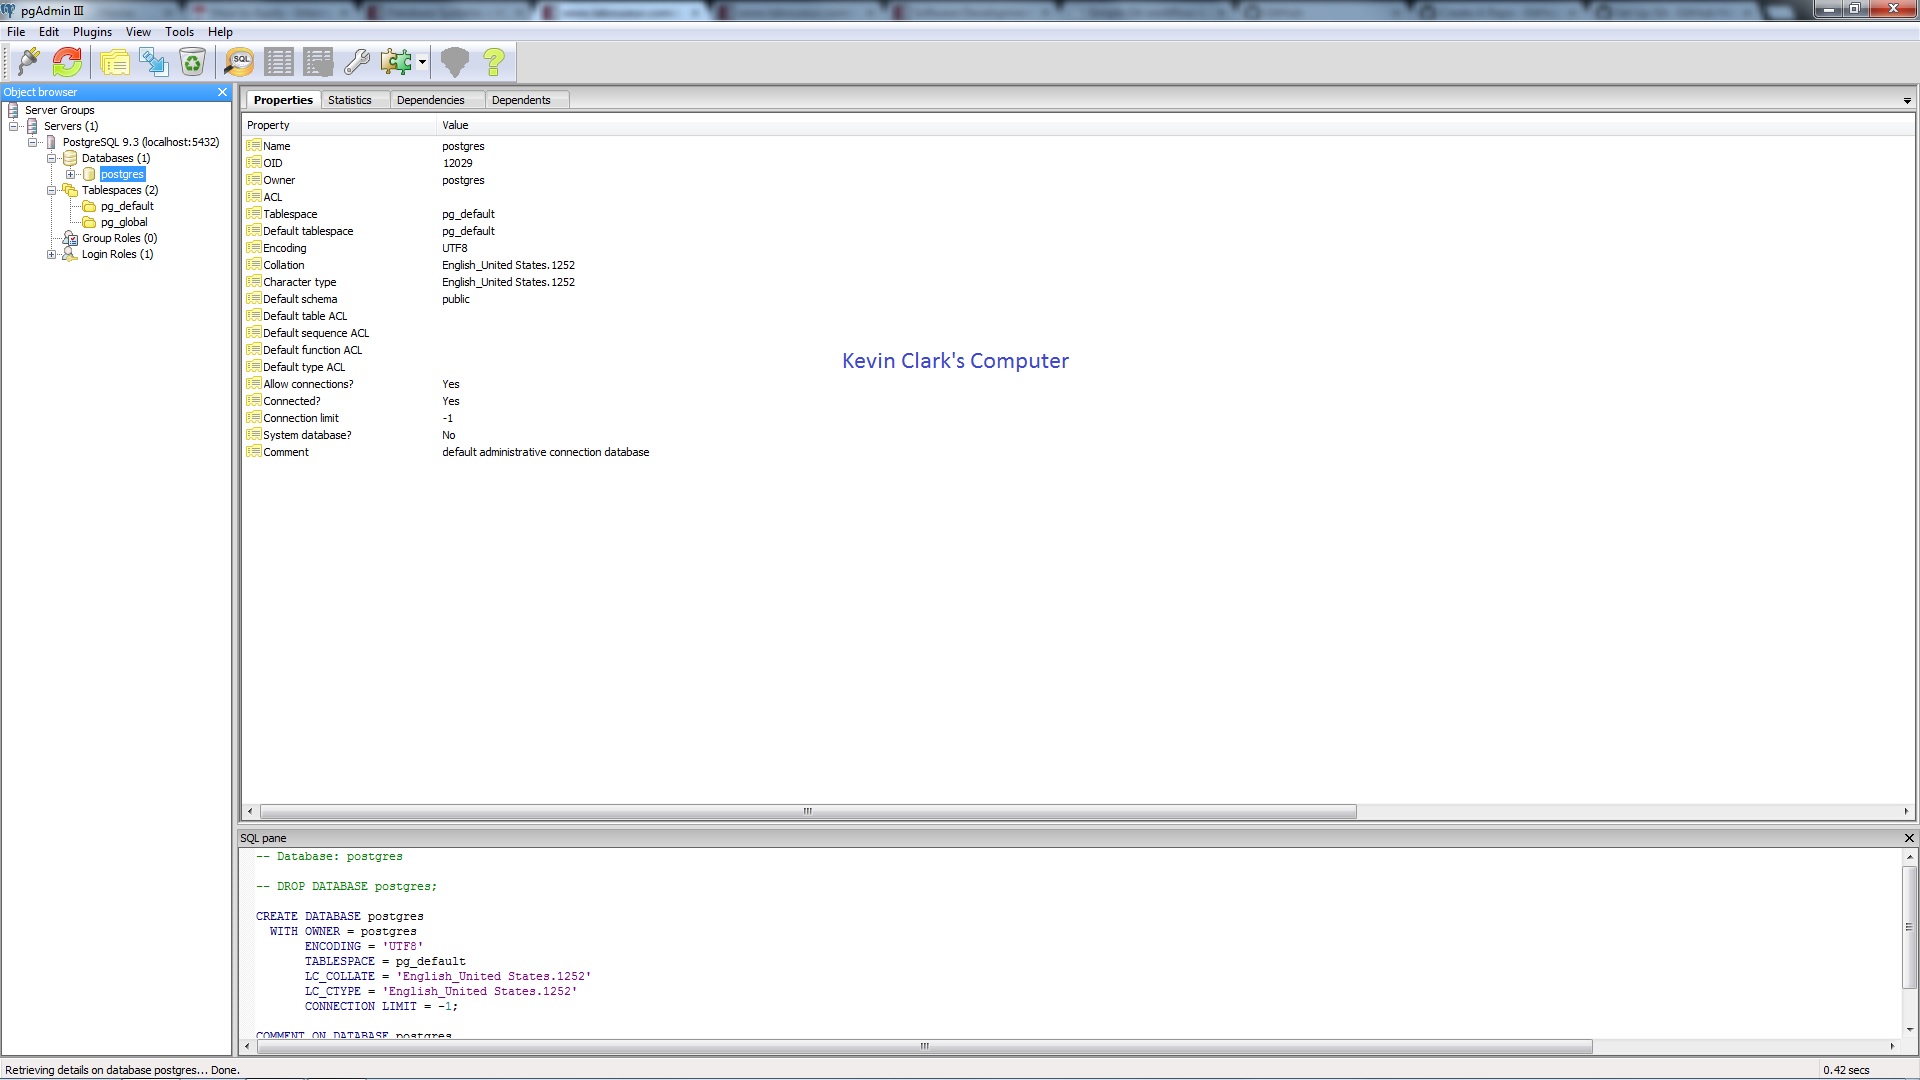 pgAdmin III
File Edit Plugins View Tools Help
SQL
Object browser
Server Groups
Servers (1)
PostgreSQL 9.3 (localhost:5432)
Databases (1)
postgres
Tablespaces (2)
pg_default
pg_global
Group Roles (0)
Login Roles (1)
Properties Statistics Dependencies Dependents
Property Value
Name postgres
OID 12029
Owner postgres
ACL
Tablespace pg_default
Default tablespace pg_default
Encoding UTF8
Collation English_United States.1252
Character type English_United States.1252
Default schema public
Default table ACL
Default sequence ACL
Default function ACL
Default type ACL
Allow connections? Yes
Connected? Yes
Connection limit -1
System database? No
Comment default administrative connection database
Kevin Clark's Computer
SQL pane
-- Database: postgres
-- DROP DATABASE postgres;
CREATE DATABASE postgres
WITH OWNER = postgres
ENCODING = 'UTF8'
TABLESPACE = pg_default
LC_COLLATE = 'English_United States.1252'
LC_CTYPE = 'English_United States.1252'
CONNECTION LIMIT = -1;
COMMENT ON DATABASE postgres
Retrieving details on database postgres... Done. 0.42 secs